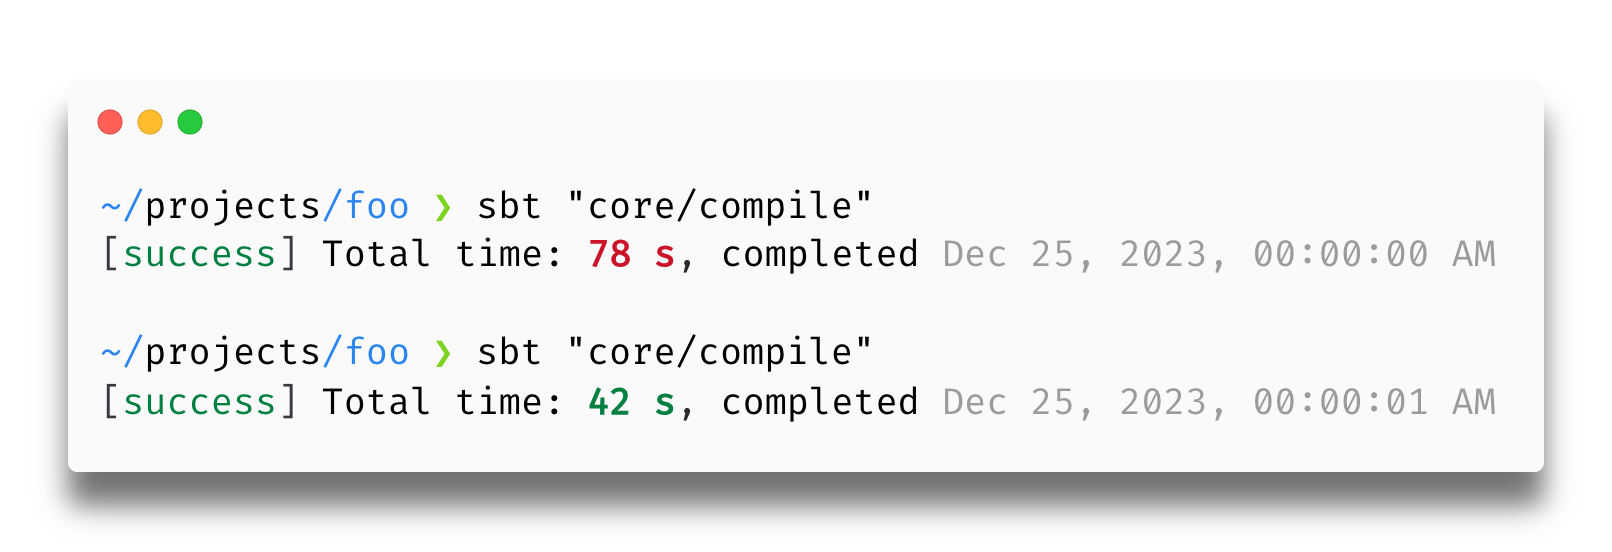 ~/projects/foo ❯ sbt "core/compile"
[success] Total time: 78 s, completed Dec 25, 2023, 00:00:00 AM
~/projects/foo ❯ sbt "core/compile"
[success] Total time: 42 s, completed Dec 25, 2023, 00:00:01 AM